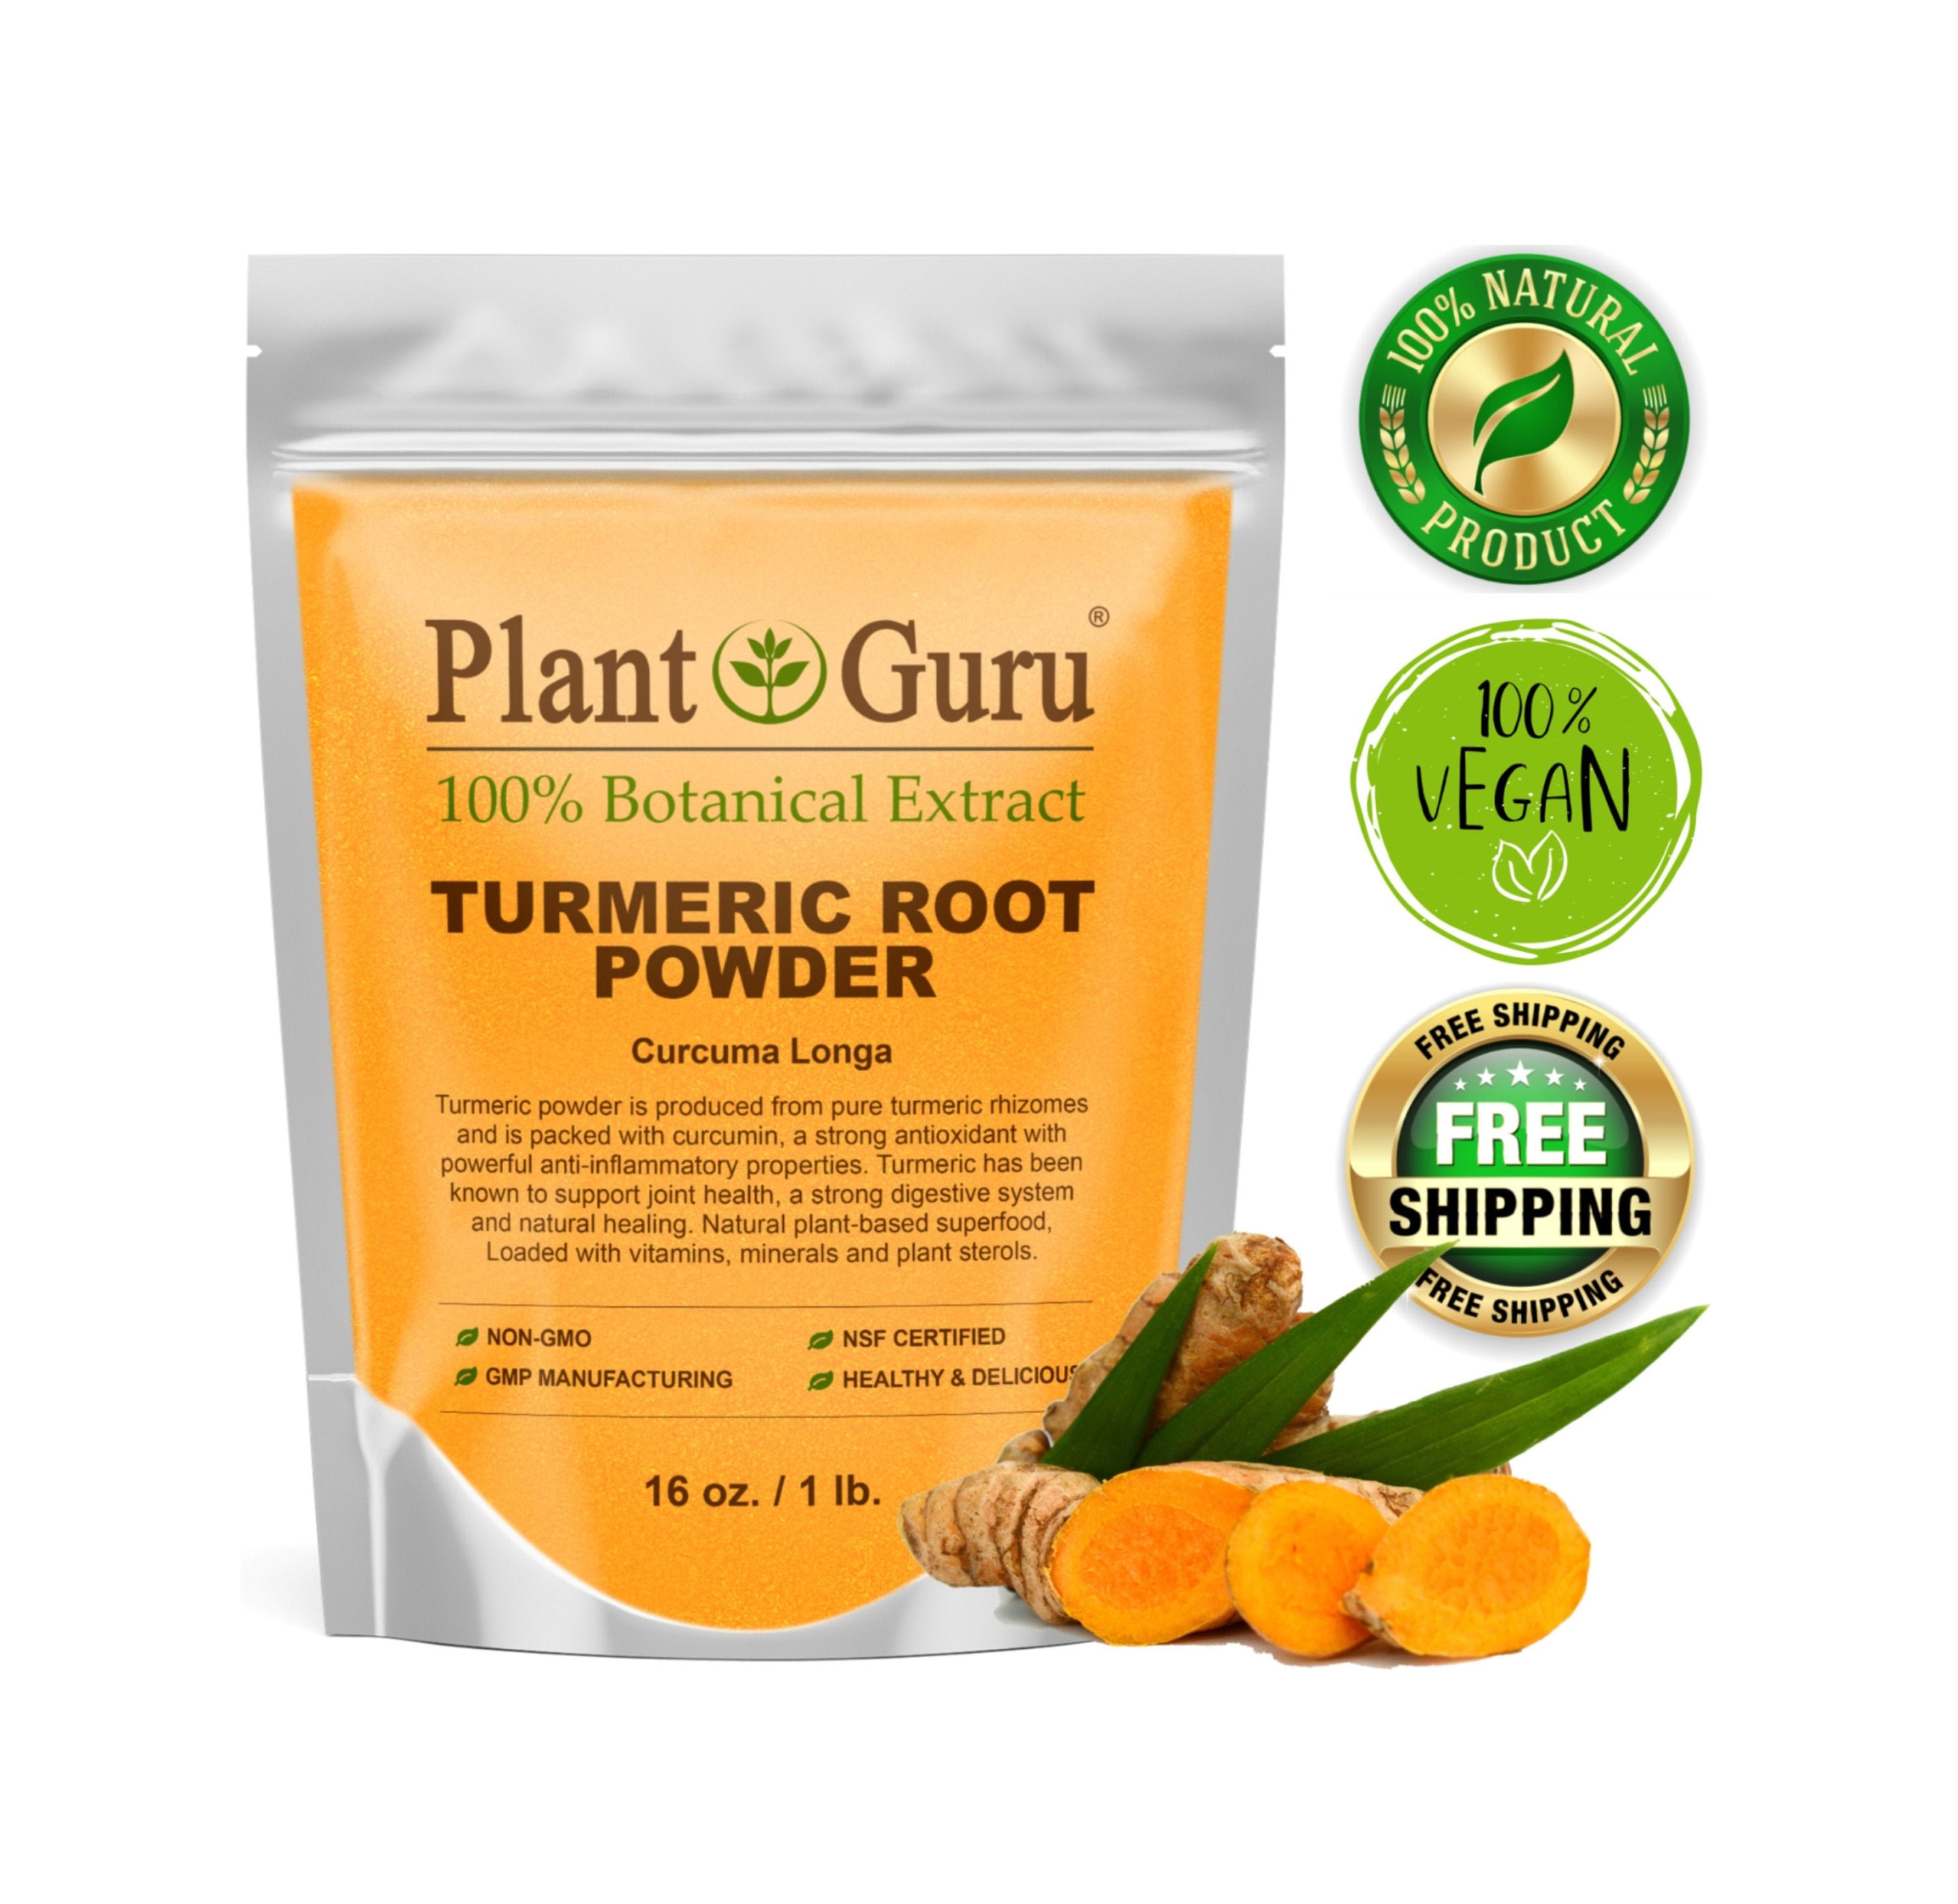 Plant Guru®
100% Botanical Extract
TURMERIC ROOT
POWDER
Curcuma Longa
Turmeric powder is produced from pure turmeric rhizomes
and is packed with curcumin, a strong antioxidant with
powerful anti-inflammatory properties. Turmeric has been
known to support joint health, a strong digestive system
and natural healing. Natural plant-based superfood,
Loaded with vitamins, minerals and plant sterols.
NON-GMO
NSF CERTIFIED
GMP MANUFACTURING
HEALTHY & DELICIOUS
16 oz. / 1 lb.
100% NATURAL
PRODUCT
100%
VEGAN
FREE SHIPPING
FREE
SHIPPING
FREE SHIPPING